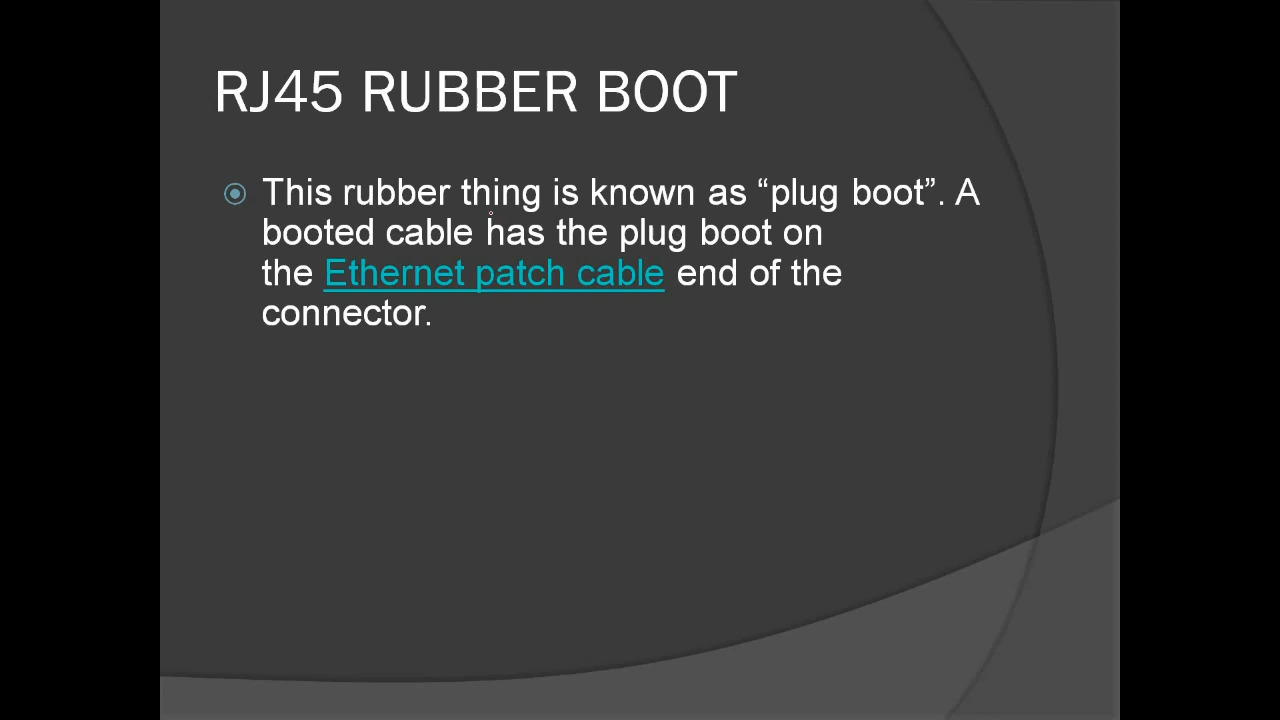 RJ45 RUBBER BOOT
This rubber thing is known as “plug boot”. A
booted cable has the plug boot on
the Ethernet patch cable end of the
connector.